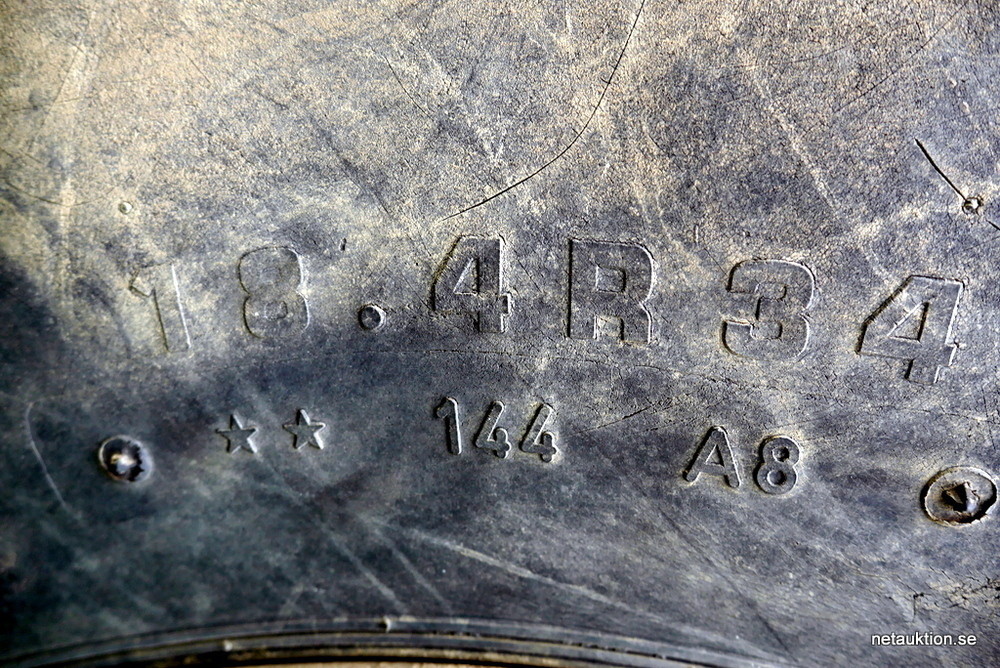 18.4R34
★★ 144 A8
netauktion.se